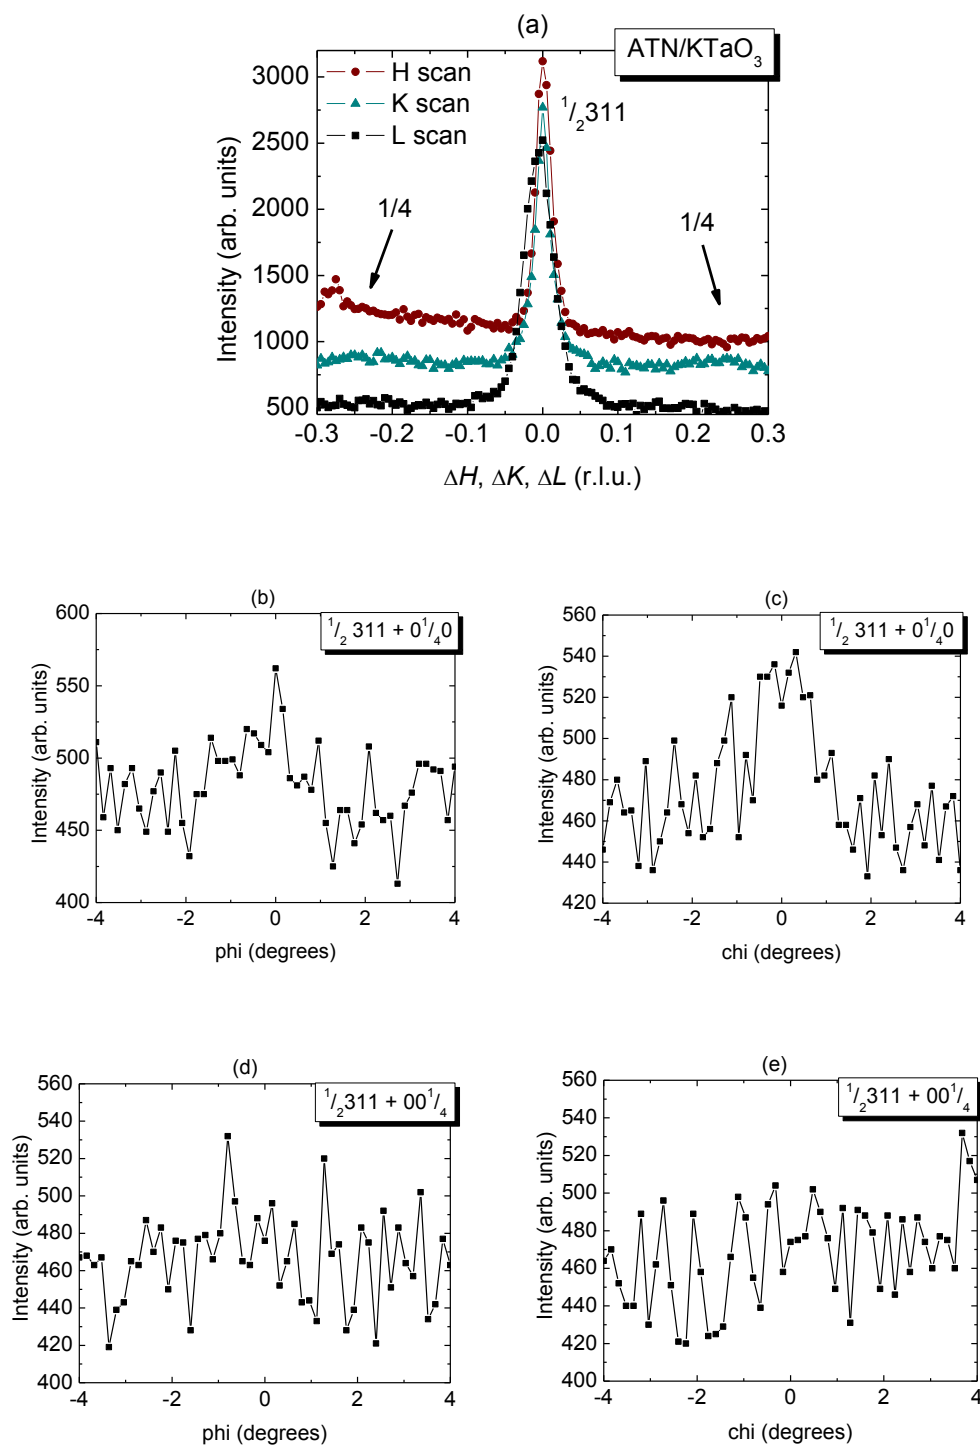 (a)
ATN/KTaO₃
H scan
K scan
L scan
¹/₂311
1/4
1/4
3000
2500
2000
1500
1000
500
Intensity (arb. units)
-0.3 -0.2 -0.1 0.0 0.1 0.2 0.3
ΔH, ΔK, ΔL (r.l.u.)
(b)
¹/₂ 311 + 0¹/₄0
600
550
500
450
400
Intensity (arb. units)
-4 -2 0 2 4
phi (degrees)
(c)
¹/₂ 311 + 0¹/₄0
560
540
520
500
480
460
440
420
Intensity (arb. units)
-4 -2 0 2 4
chi (degrees)
(d)
¹/₂311 + 00¹/₄
560
540
520
500
480
460
440
420
400
Intensity (arb. units)
-4 -2 0 2 4
phi (degrees)
(e)
¹/₂311 + 00¹/₄
560
540
520
500
480
460
440
420
400
Intensity (arb. units)
-4 -2 0 2 4
chi (degrees)